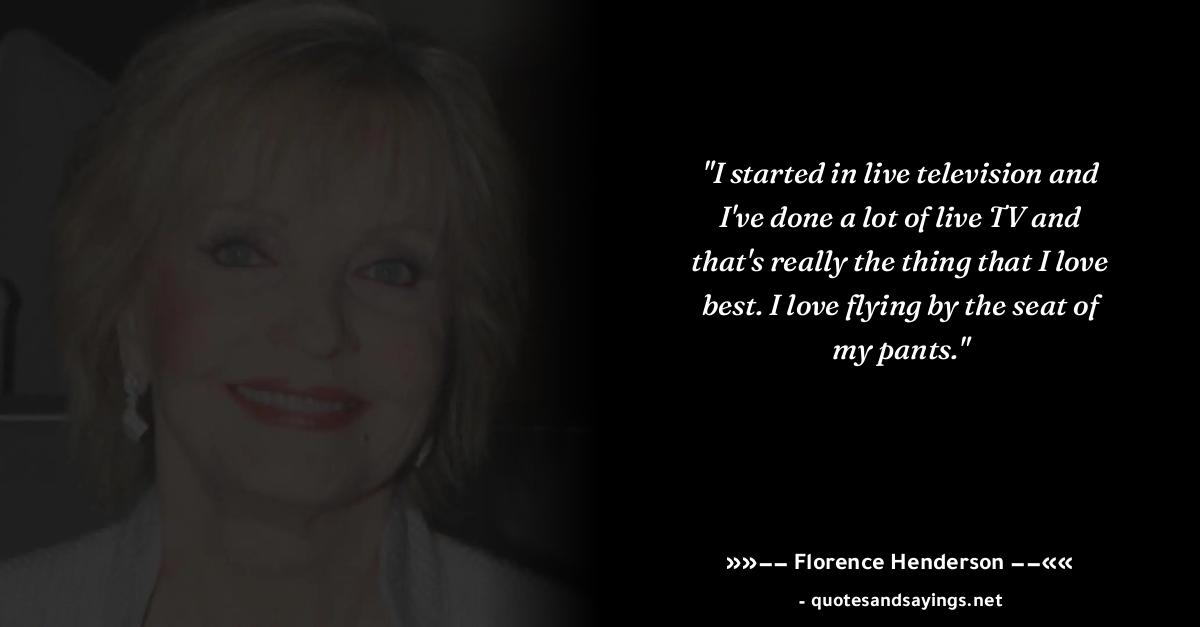 "I started in live television and
I've done a lot of live TV and
that's really the thing that I love
best. I love flying by the seat of
my pants."
»»−− Florence Henderson −−««
- quotesandsayings.net